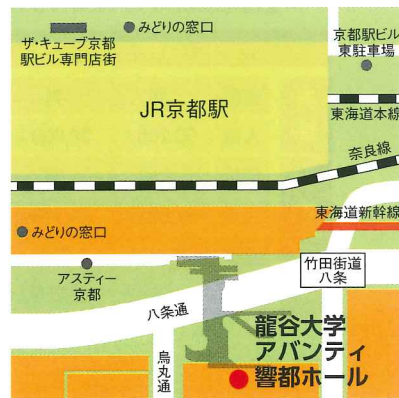 みどりの窓口
ザ・キューブ京都
駅ビル専門店街
京都駅ビル
東駐車場
JR京都駅
東海道本線
奈良線
東海道新幹線
みどりの窓口
アスティー
京都
竹田街道
八条
八条通
烏丸通
龍谷大学
アバンティ
響都ホール